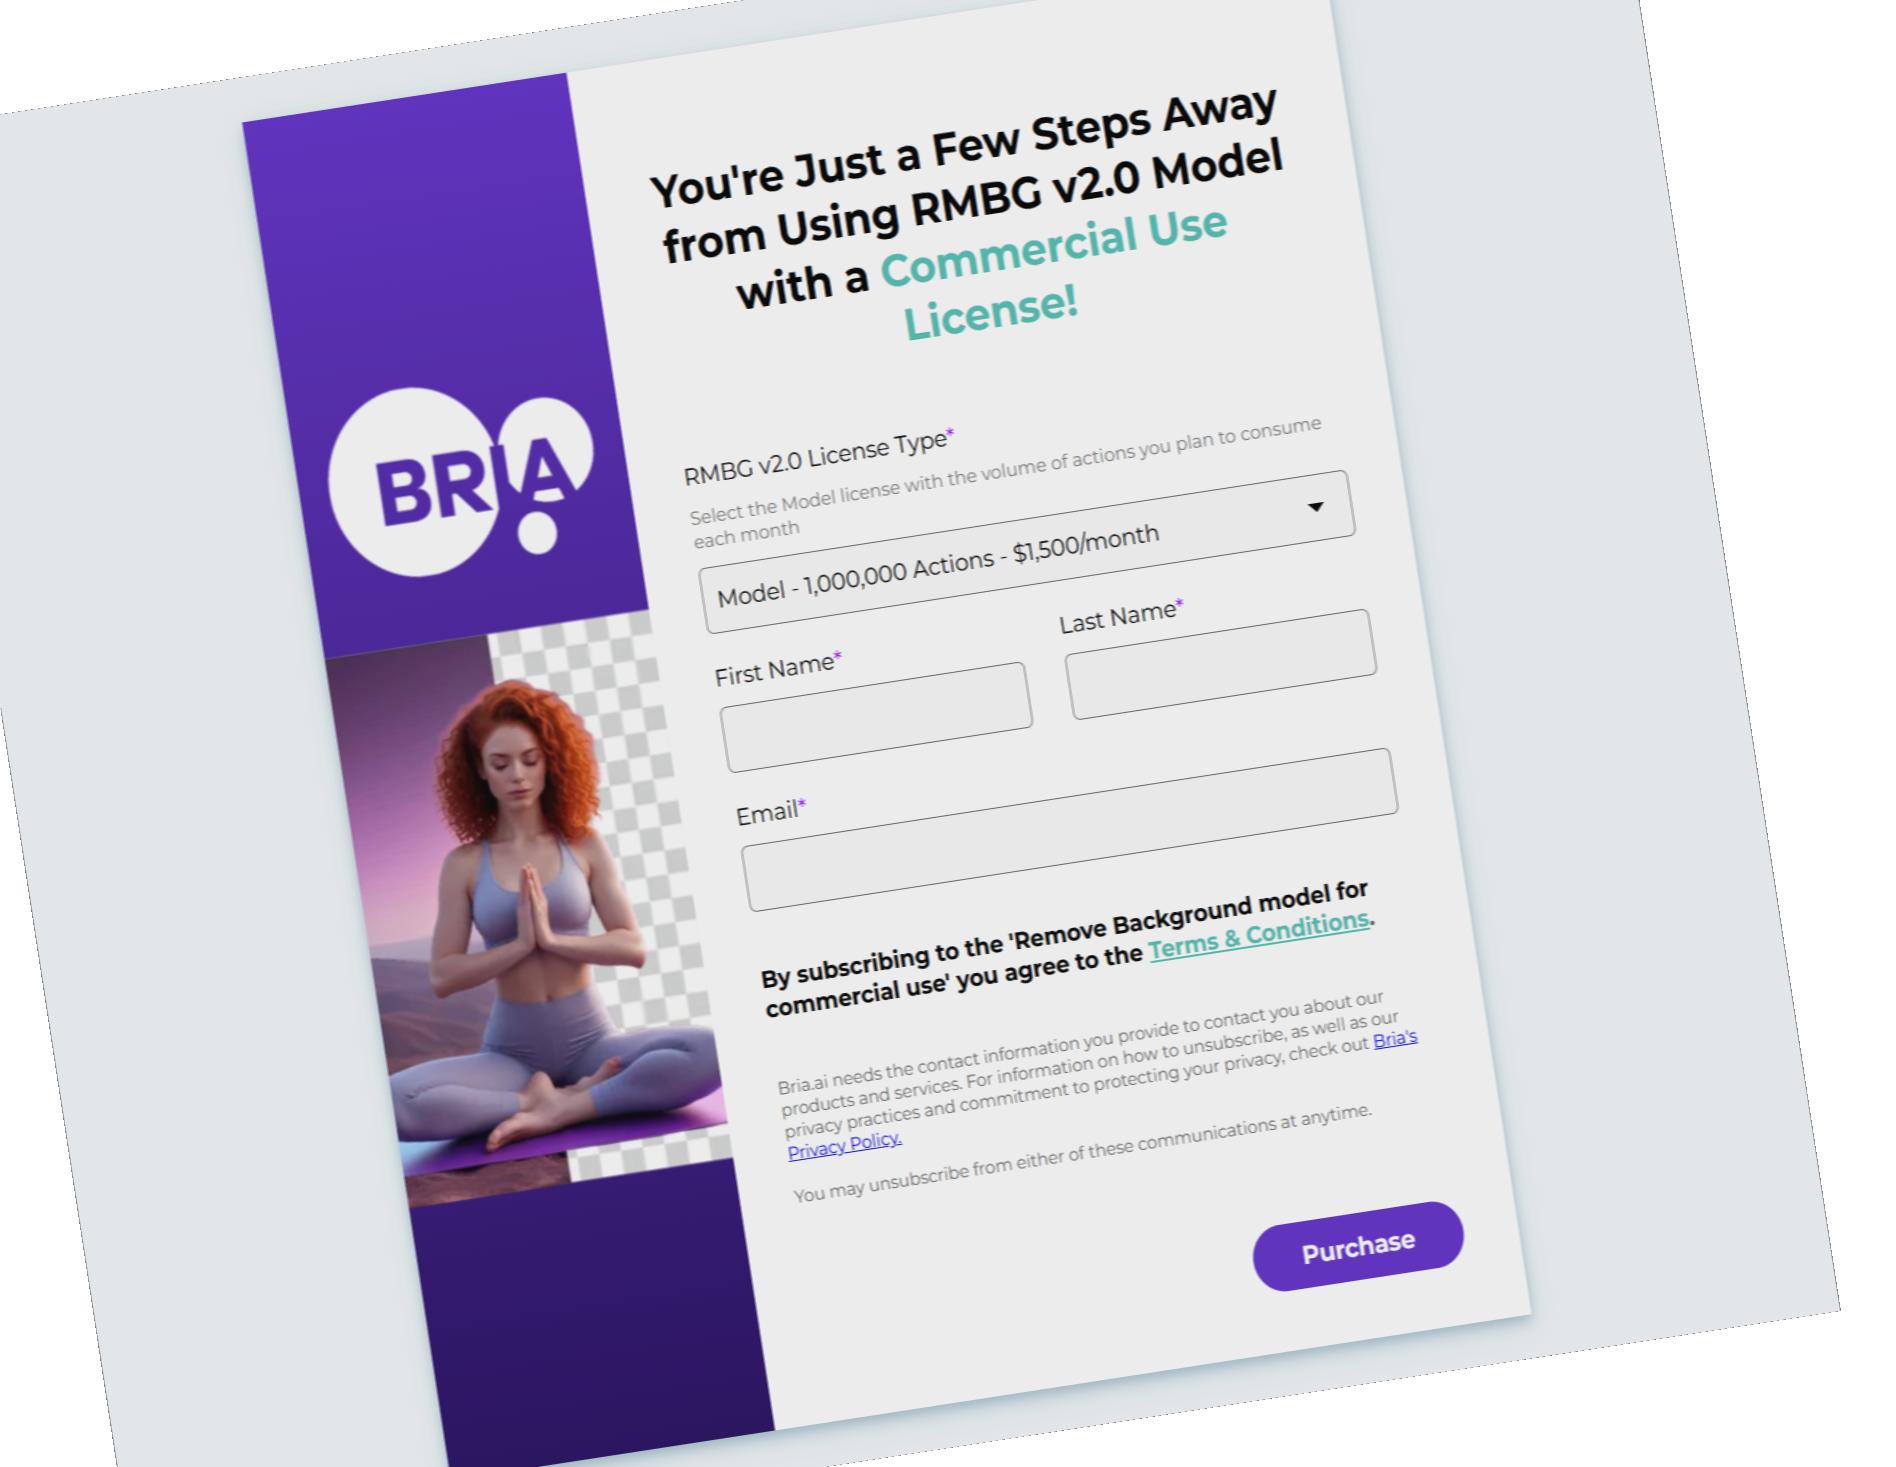 You're Just a Few Steps Away
from Using RMBG v2.0 Model
with a Commercial Use
License!
BRIA
RMBG v2.0 License Type*
Select the Model license with the volume of actions you plan to consume
each month
Model - 1,000,000 Actions - $1,500/month
First Name*
Last Name*
Email*
By subscribing to the 'Remove Background model for
commercial use' you agree to the Terms & Conditions.
Bria.ai needs the contact information you provide to contact you about our
products and services. For information on how to unsubscribe, as well as our
privacy practices and commitment to protecting your privacy, check out Bria's
Privacy Policy.
You may unsubscribe from either of these communications at anytime.
Purchase